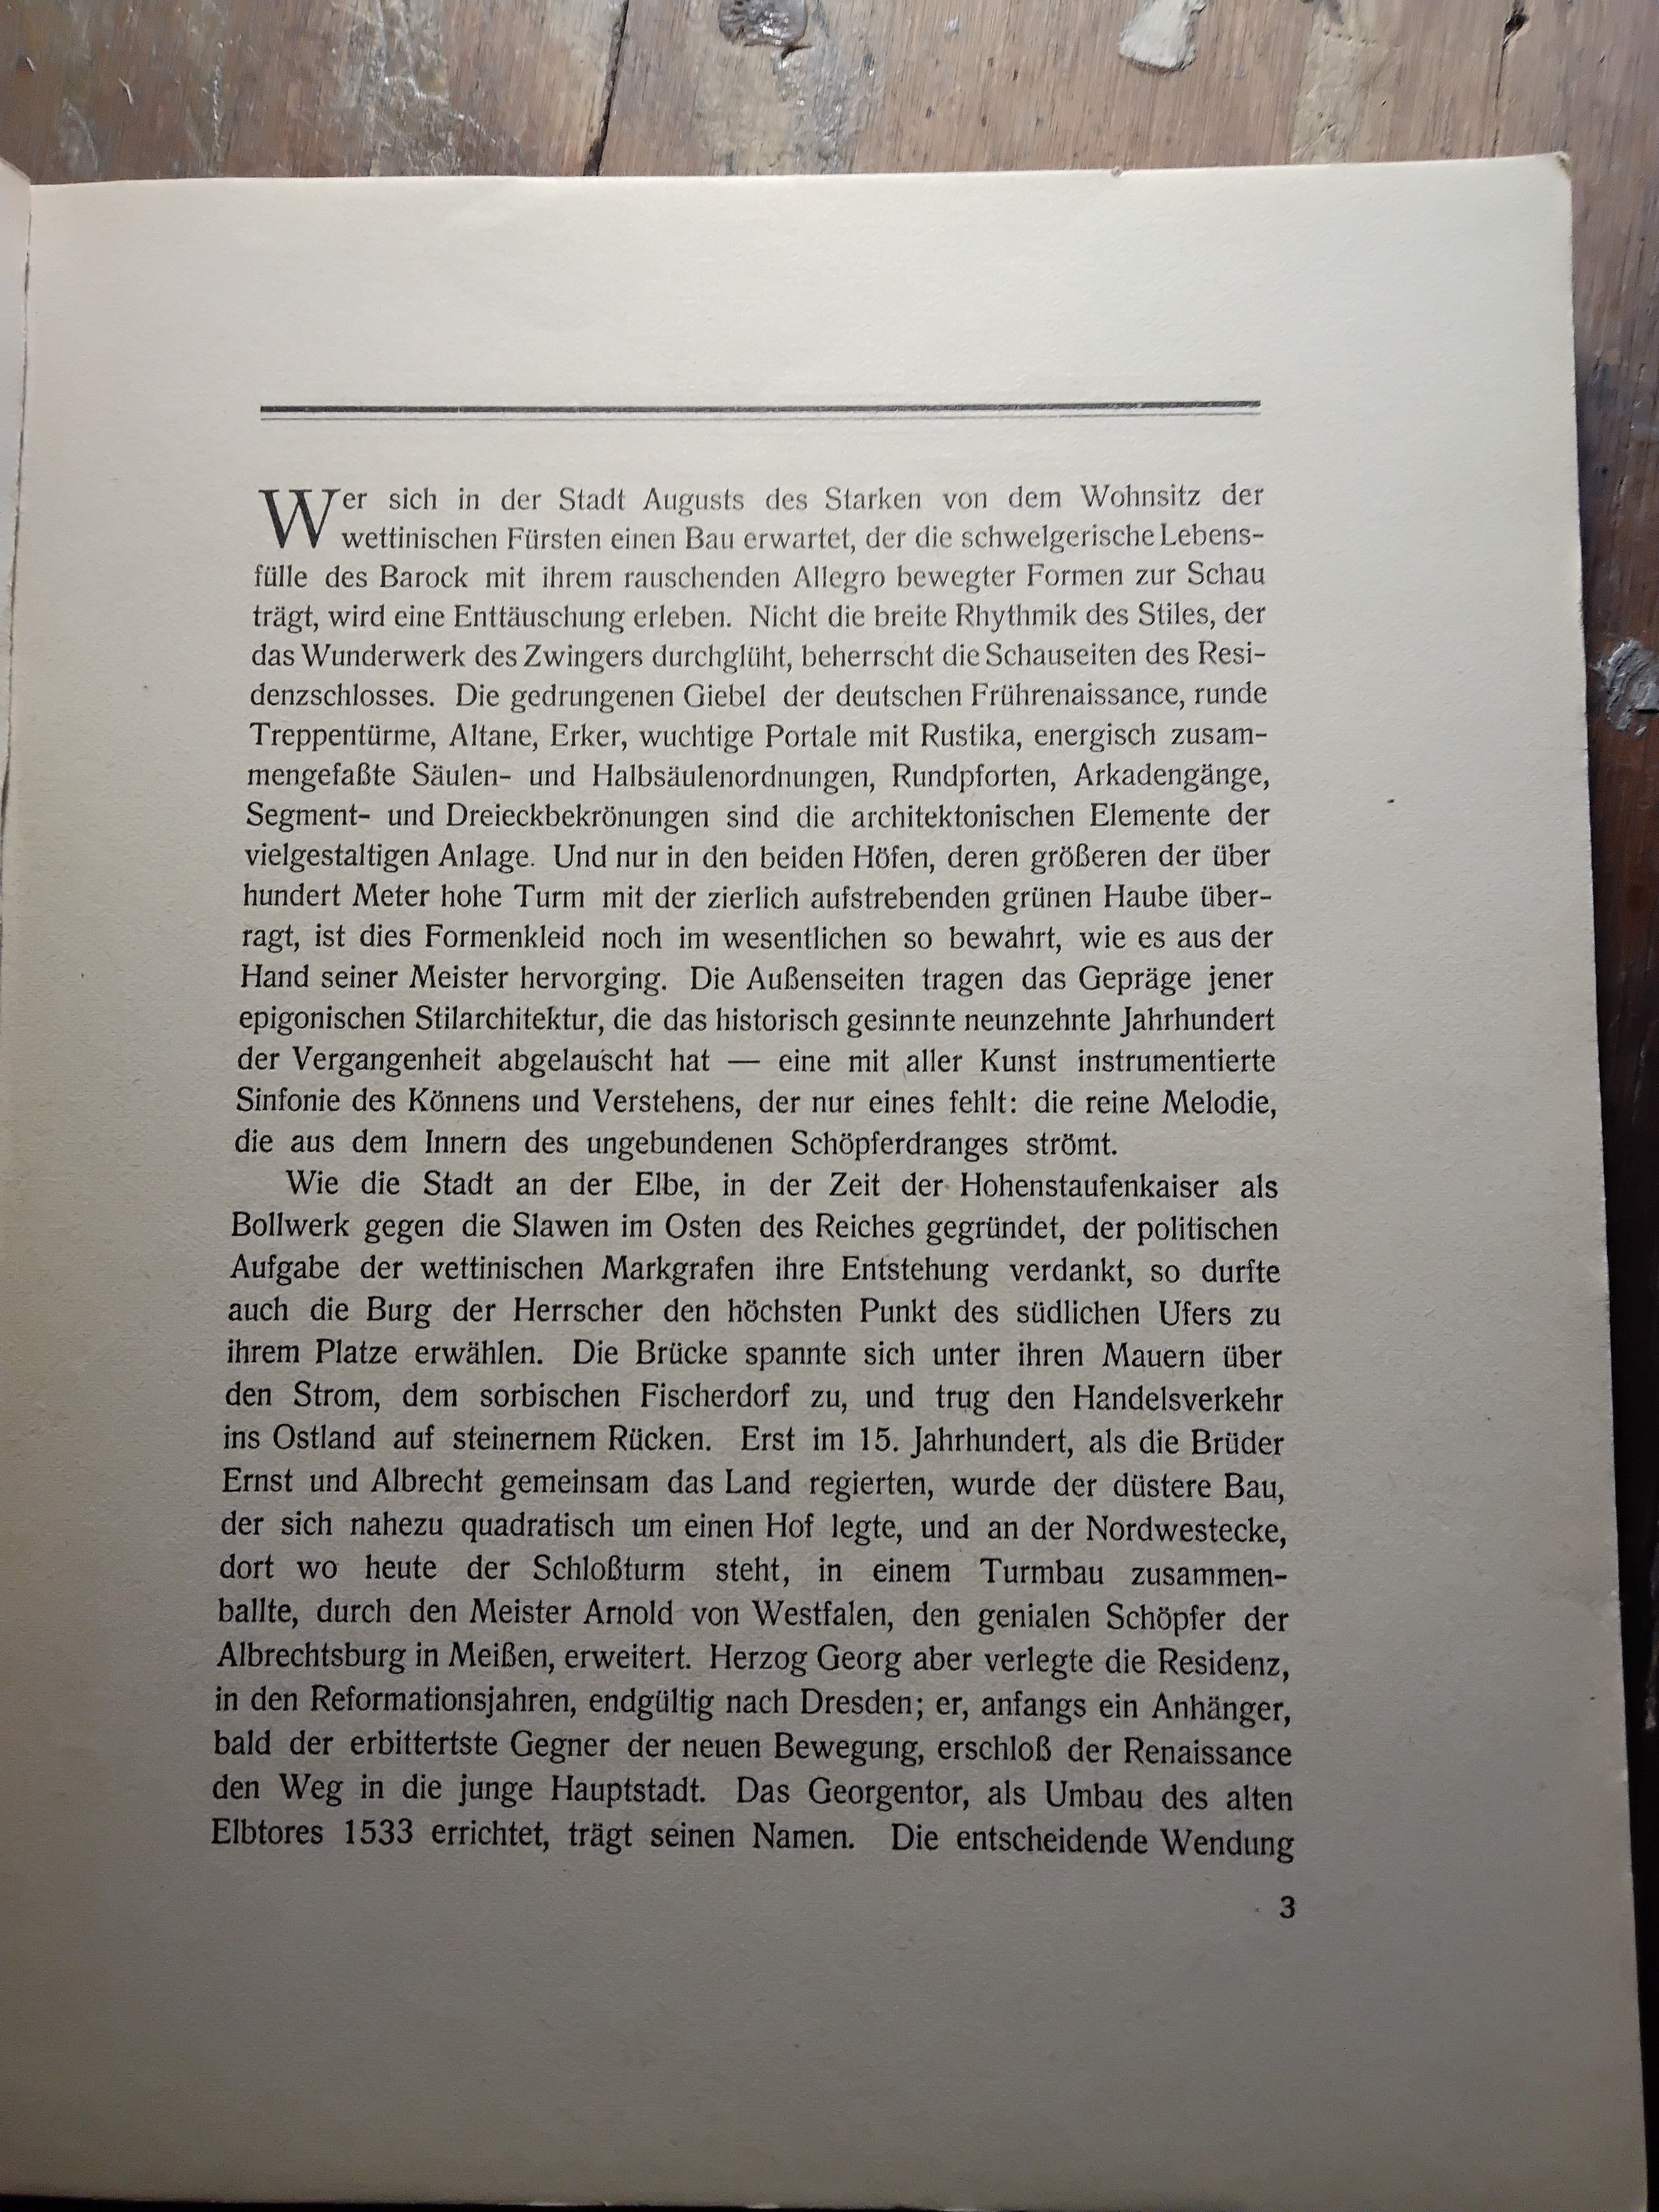 Wer sich in der Stadt Augusts des Starken von dem Wohnsitz der
wettinischen Fürsten einen Bau erwartet, der die schwelgerische Lebens-
fülle des Barock mit ihrem rauschenden Allegro bewegter Formen zur Schau
trägt, wird eine Enttäuschung erleben. Nicht die breite Rhythmik des Stiles, der
das Wunderwerk des Zwingers durchglüht, beherrscht die Schauseiten des Resi-
denzschlosses. Die gedrungenen Giebel der deutschen Frührenaissance, runde
Treppentürme, Altane, Erker, wuchtige Portale mit Rustika, energisch zusam-
mengefaßte Säulen- und Halbsäulenordnungen, Rundpforten, Arkadengänge,
Segment- und Dreieckbekrönungen sind die architektonischen Elemente der
vielgestaltigen Anlage. Und nur in den beiden Höfen, deren größeren der über
hundert Meter hohe Turm mit der zierlich aufstrebenden grünen Haube über-
ragt, ist dies Formenkleid noch im wesentlichen so bewahrt, wie es aus der
Hand seiner Meister hervorging. Die Außenseiten tragen das Gepräge jener
epigonischen Stilarchitektur, die das historisch gesinnte neunzehnte Jahrhundert
der Vergangenheit abgelauscht hat — eine mit aller Kunst instrumentierte
Sinfonie des Könnens und Verstehens, der nur eines fehlt: die reine Melodie,
die aus dem Innern des ungebundenen Schöpferdranges strömt.
Wie die Stadt an der Elbe, in der Zeit der Hohenstaufenkaiser als
Bollwerk gegen die Slawen im Osten des Reiches gegründet, der politischen
Aufgabe der wettinischen Markgrafen ihre Entstehung verdankt, so durfte
auch die Burg der Herrscher den höchsten Punkt des südlichen Ufers zu
ihrem Platze erwählen. Die Brücke spannte sich unter ihren Mauern über
den Strom, dem sorbischen Fischerdorf zu, und trug den Handelsverkehr
ins Ostland auf steinernem Rücken. Erst im 15. Jahrhundert, als die Brüder
Ernst und Albrecht gemeinsam das Land regierten, wurde der düstere Bau,
der sich nahezu quadratisch um einen Hof legte, und an der Nordwestecke,
dort wo heute der Schloßturm steht, in einem Turmbau zusammen-
ballte, durch den Meister Arnold von Westfalen, den genialen Schöpfer der
Albrechtsburg in Meißen, erweitert. Herzog Georg aber verlegte die Residenz,
in den Reformationsjahren, endgültig nach Dresden; er, anfangs ein Anhänger,
bald der erbittertste Gegner der neuen Bewegung, erschloß der Renaissance
den Weg in die junge Hauptstadt. Das Georgentor, als Umbau des alten
Elbtores 1533 errichtet, trägt seinen Namen. Die entscheidende Wendung
3